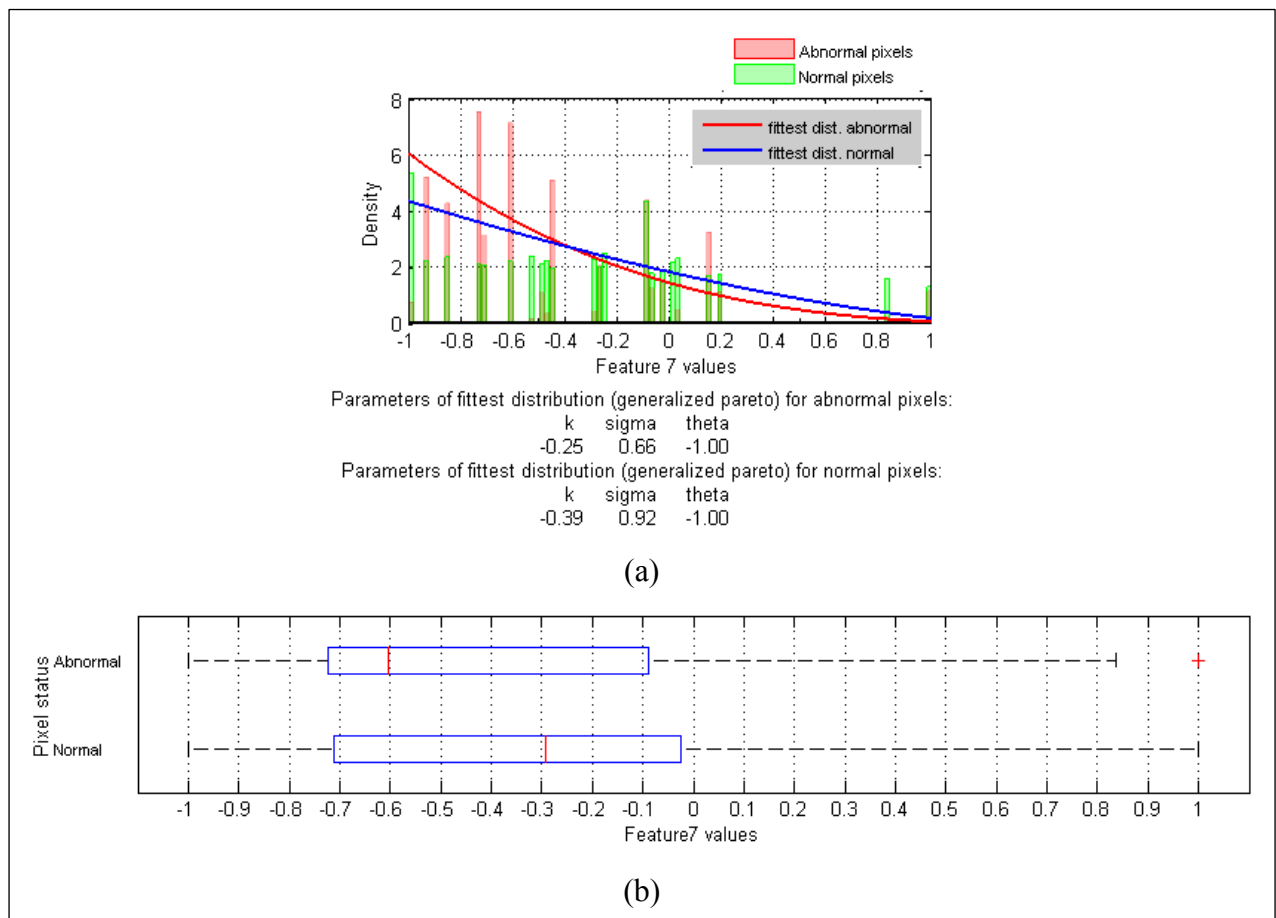 Abnormal pixels
Normal pixels
8
6
4
2
0
Density
fittest dist. abnormal
fittest dist. normal
-1 -0.8 -0.6 -0.4 -0.2 0 0.2 0.4 0.6 0.8 1
Feature 7 values
Parameters of fittest distribution (generalized pareto) for abnormal pixels:
k sigma theta
-0.25 0.66 -1.00
Parameters of fittest distribution (generalized pareto) for normal pixels:
k sigma theta
-0.39 0.92 -1.00
(a)
Pixel status
Abnormal
Normal
-1 -0.9 -0.8 -0.7 -0.6 -0.5 -0.4 -0.3 -0.2 -0.1 0 0.1 0.2 0.3 0.4 0.5 0.6 0.7 0.8 0.9 1
Feature7 values
(b)